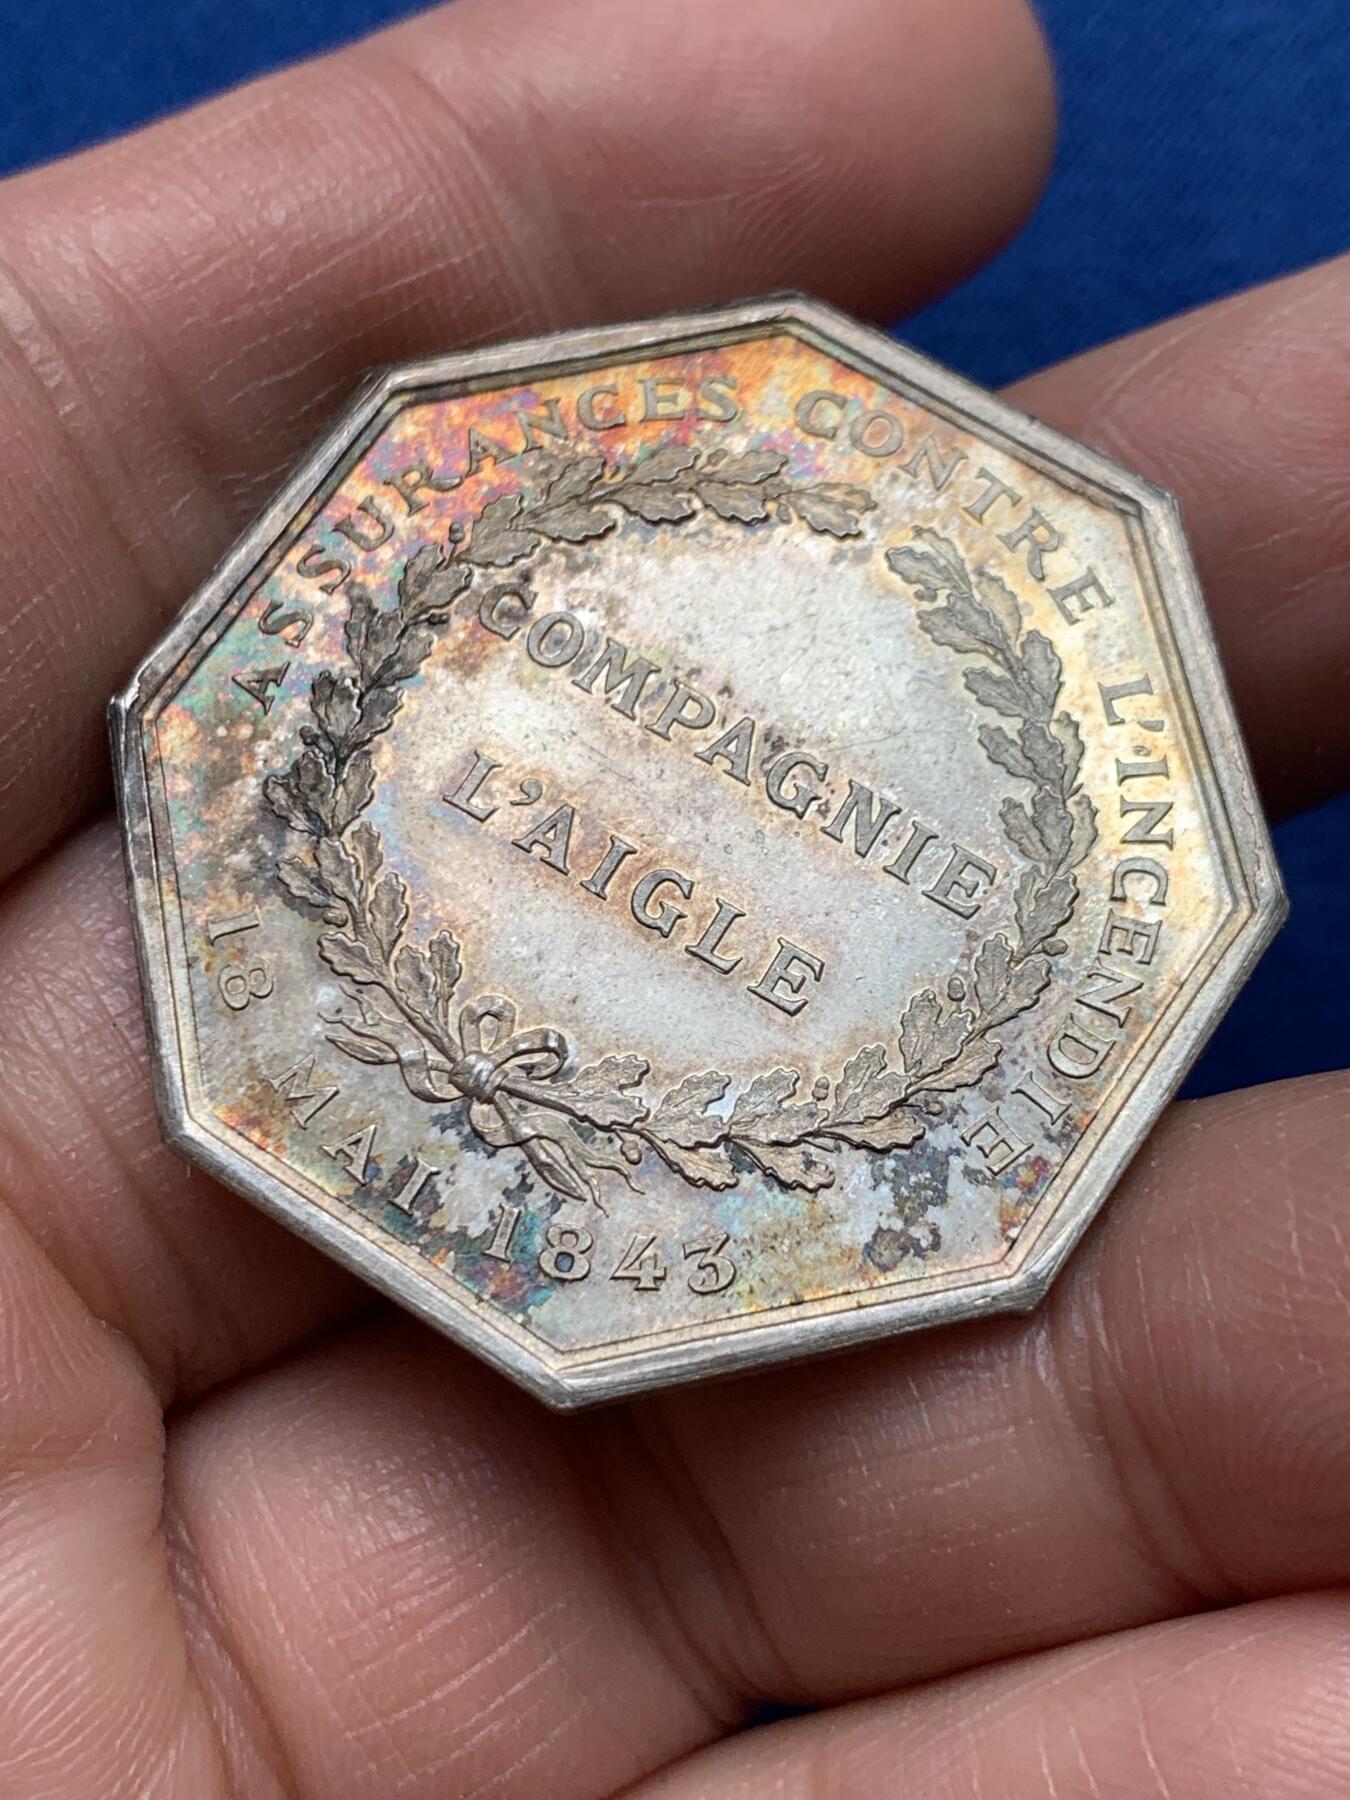 ASSURANCES CONTRE L'INCENDIE
COMPAGNIE
L'AIGLE
18 MAI 1843